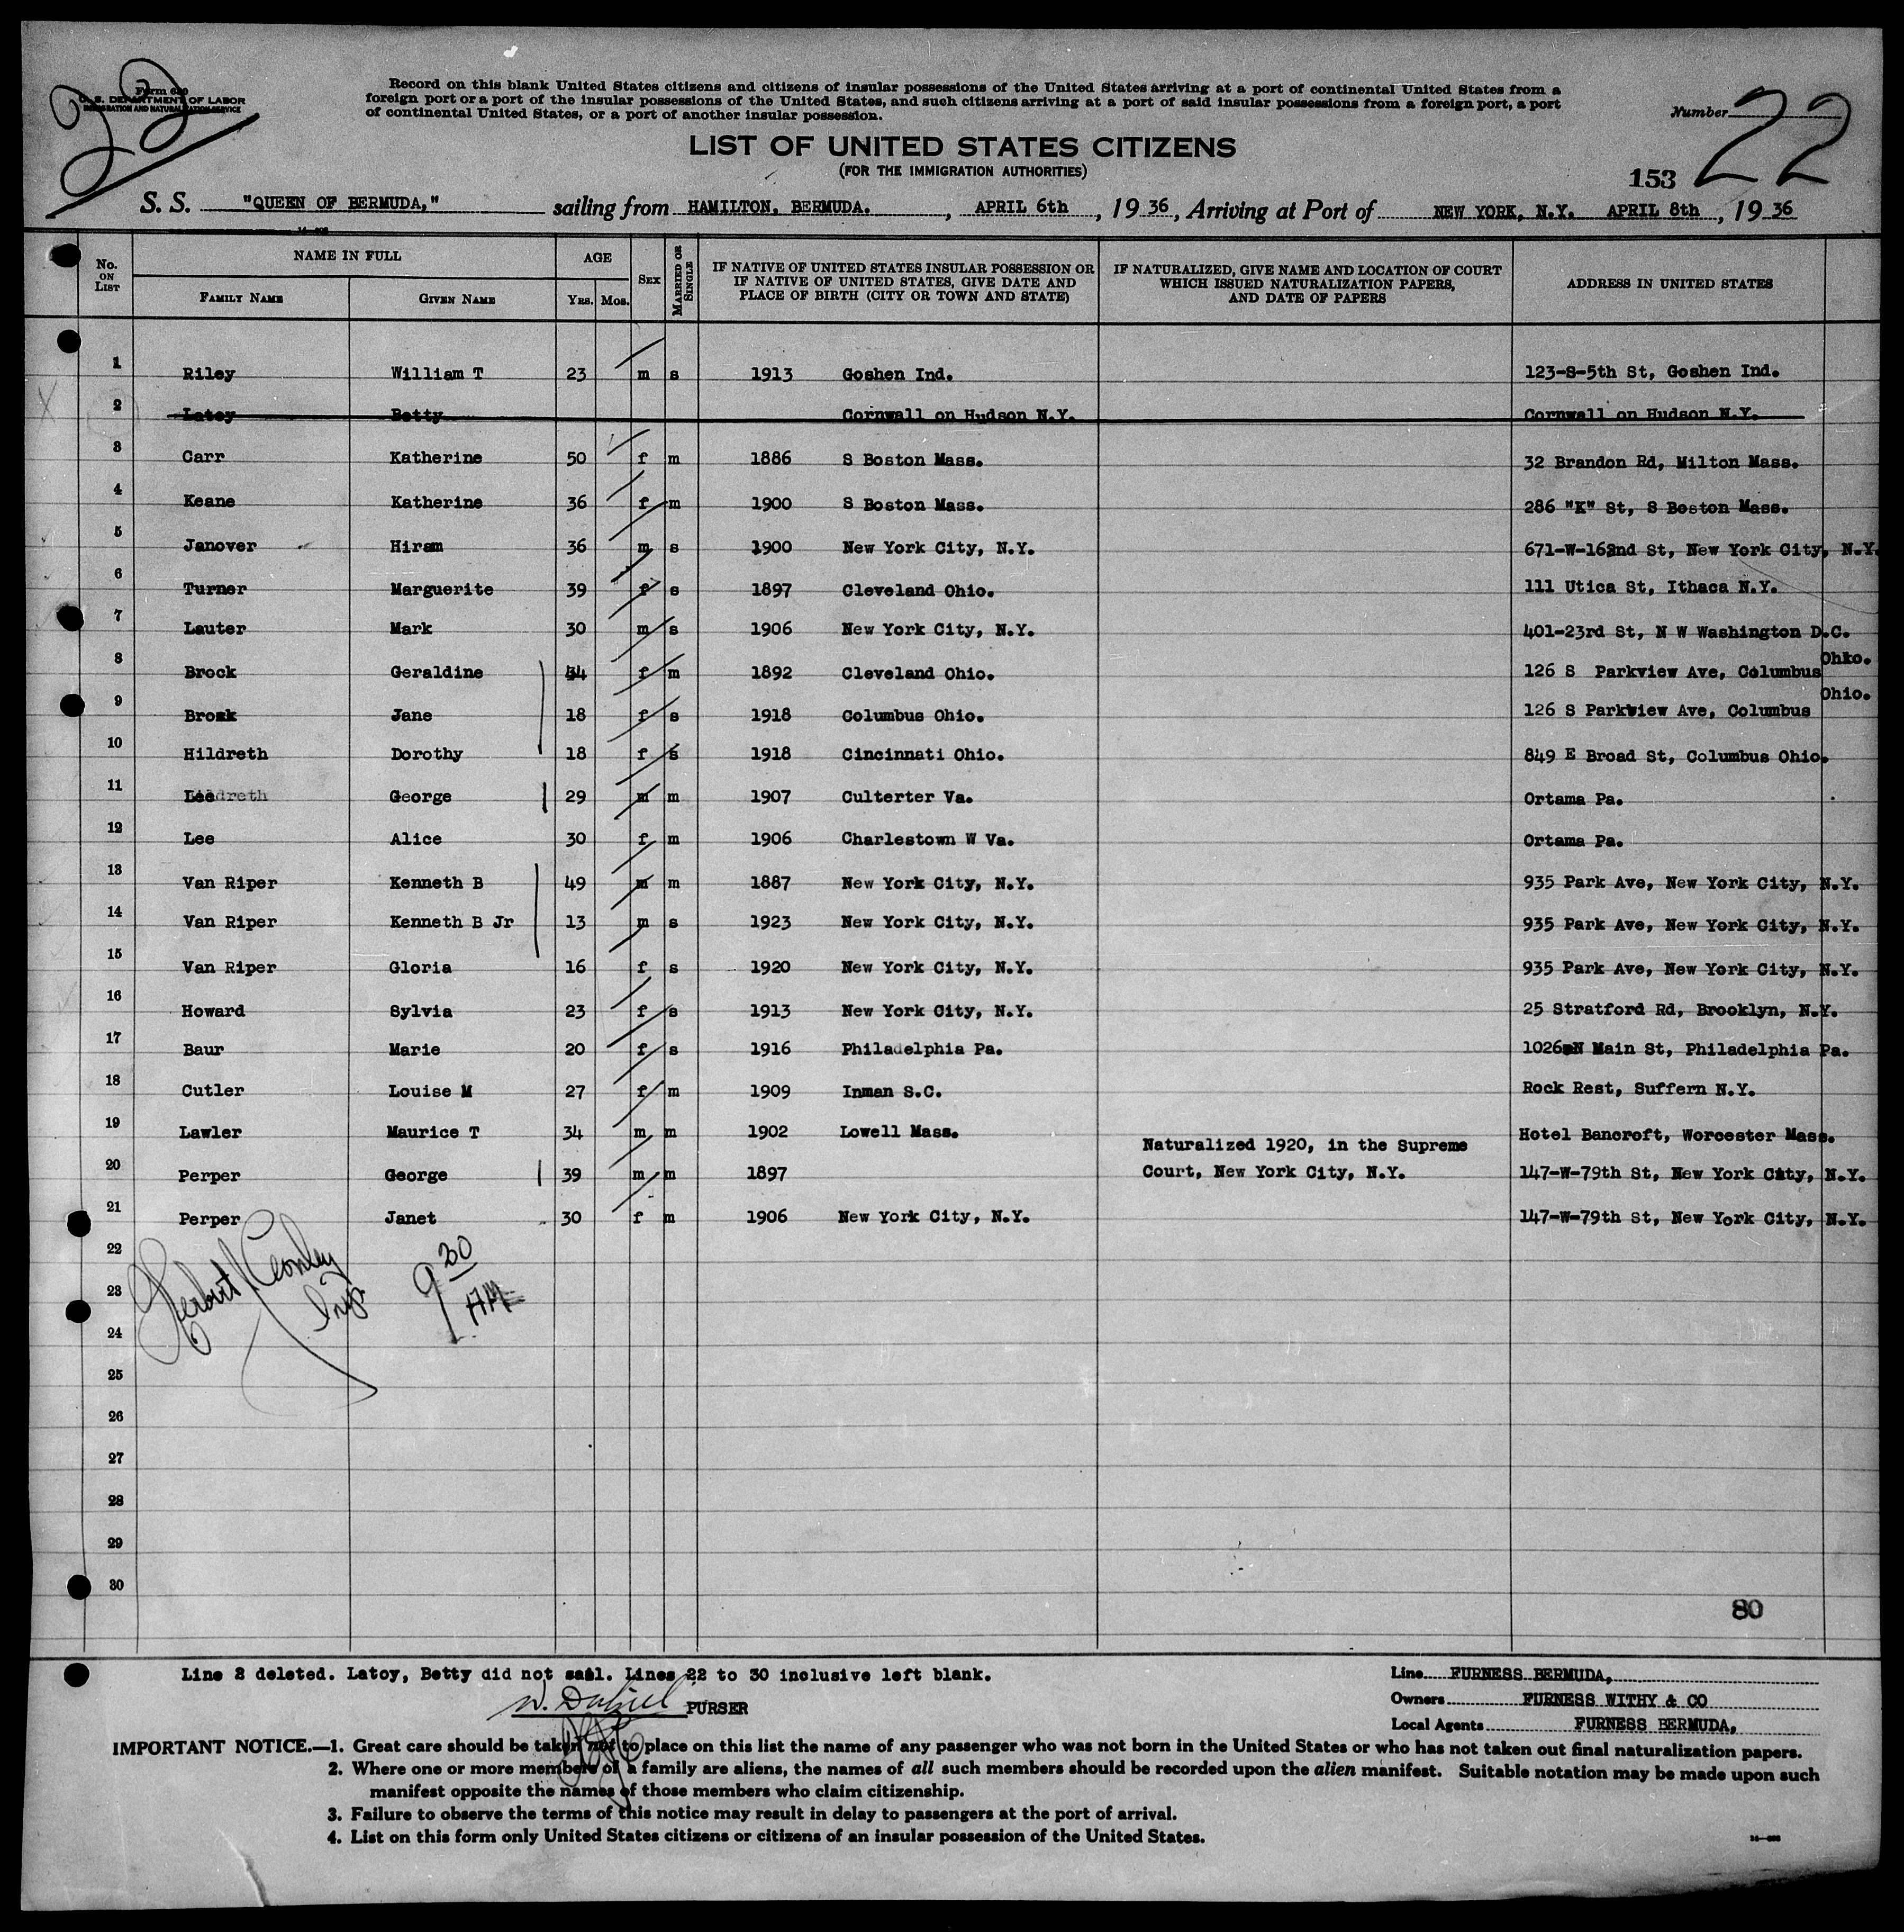 22
Form 630
U. S. DEPARTMENT OF LABOR
IMMIGRATION AND NATURALIZATION SERVICE
Record on this blank United States citizens and citizens of insular possessions of the United States arriving at a port of continental United States from a
foreign port or a port of the insular possessions of the United States, and such citizens arriving at a port of said insular possessions from a foreign port, a port
of continental United States, or a port of another insular possession.
Number 22
LIST OF UNITED STATES CITIZENS
(FOR THE IMMIGRATION AUTHORITIES)
153
S. S. "QUEEN OF BERMUDA," sailing from HAMILTON, BERMUDA. , APRIL 6th , 19 36 , Arriving at Port of NEW YORK, N.Y. APRIL 8th , 19 36
No. ON LIST NAME IN FULL AGE SEX MARRIED OR SINGLE IF NATIVE OF UNITED STATES INSULAR POSSESSION OR IF NATIVE OF UNITED STATES, GIVE DATE AND PLACE OF BIRTH (CITY OR TOWN AND STATE) IF NATURALIZED, GIVE NAME AND LOCATION OF COURT WHICH ISSUED NATURALIZATION PAPERS, AND DATE OF PAPERS ADDRESS IN UNITED STATES
FAMILY NAME GIVEN NAME YRS. MOS.
1 Riley William T 23 m s 1913 Goshen Ind. 123-S-5th St, Goshen Ind.
2 Latoy Betty Cornwall on Hudson N.Y. Cornwall on Hudson N.Y.
3 Carr Katherine 50 f m 1886 S Boston Mass. 32 Brandon Rd, Milton Mass.
4 Keane Katherine 36 f m 1900 S Boston Mass. 286 "K" St, S Boston Mass.
5 Janover Hiram 36 m s 1900 New York City, N.Y. 671-W-162nd St, New York City, N.Y.
6 Turner Marguerite 39 f s 1897 Cleveland Ohio. 111 Utica St, Ithaca N.Y.
7 Lauter Mark 30 m s 1906 New York City, N.Y. 401-23rd St, N W Washington D.C.
8 Brock Geraldine 44 f m 1892 Cleveland Ohio. 126 S Parkview Ave, Columbus Ohio.
9 Brock Jane 18 f s 1918 Columbus Ohio. 126 S Parkview Ave, Columbus Ohio.
10 Hildreth Dorothy 18 f s 1918 Cincinnati Ohio. 849 E Broad St, Columbus Ohio.
11 Lee George 29 m m 1907 Culterter Va. Ortama Pa.
12 Lee Alice 30 f m 1906 Charlestown W Va. Ortama Pa.
13 Van Riper Kenneth B 49 m m 1887 New York City, N.Y. 935 Park Ave, New York City, N.Y.
14 Van Riper Kenneth B Jr 13 m s 1923 New York City, N.Y. 935 Park Ave, New York City, N.Y.
15 Van Riper Gloria 16 f s 1920 New York City, N.Y. 935 Park Ave, New York City, N.Y.
16 Howard Sylvia 23 f s 1913 New York City, N.Y. 25 Stratford Rd, Brooklyn, N.Y.
17 Baur Marie 20 f s 1916 Philadelphia Pa. 1026 N Main St, Philadelphia Pa.
18 Cutler Louise M 27 f m 1909 Inman S.C. Rock Rest, Suffern N.Y.
19 Lawler Maurice T 34 m m 1902 Lowell Mass. Hotel Bancroft, Worcester Mass.
Naturalized 1920, in the Supreme
20 Perper George 39 m m 1897 Court, New York City, N.Y. 147-W-79th St, New York City, N.Y.
21 Perper Janet 30 f m 1906 New York City, N.Y. 147-W-79th St, New York City, N.Y.
22
23
24
25
26
27
28
29
30
9 30 AM
80
Line 2 deleted. Latoy, Betty did not sail. Lines 22 to 30 inclusive left blank.
PURSER
Line FURNESS BERMUDA,
Owners FURNESS WITHY & CO
Local Agents FURNESS BERMUDA,
IMPORTANT NOTICE.—1. Great care should be taken not to place on this list the name of any passenger who was not born in the United States or who has not taken out final naturalization papers.
2. Where one or more members of a family are aliens, the names of all such members should be recorded upon the alien manifest. Suitable notation may be made upon such
manifest opposite the names of those members who claim citizenship.
3. Failure to observe the terms of this notice may result in delay to passengers at the port of arrival.
4. List on this form only United States citizens or citizens of an insular possession of the United States.